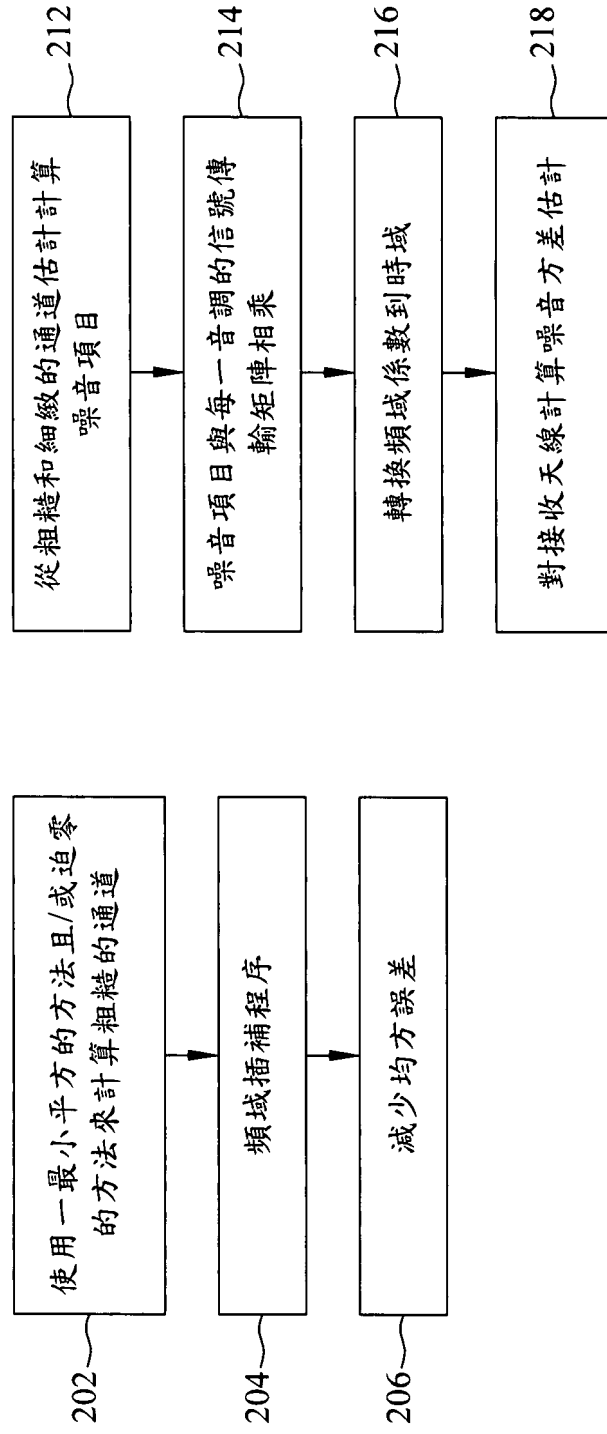 使用一最小平方的方法且/或迫零
的方法來計算粗糙的通道
202
頻域插補程序
204
減少均方誤差
206
從粗糙和細緻的通道估計計算
噪音項目
212
噪音項目與每一音調的信號傳
輸矩陣相乘
214
轉換頻域係數到時域
216
對接收天線計算噪音方差估計
218